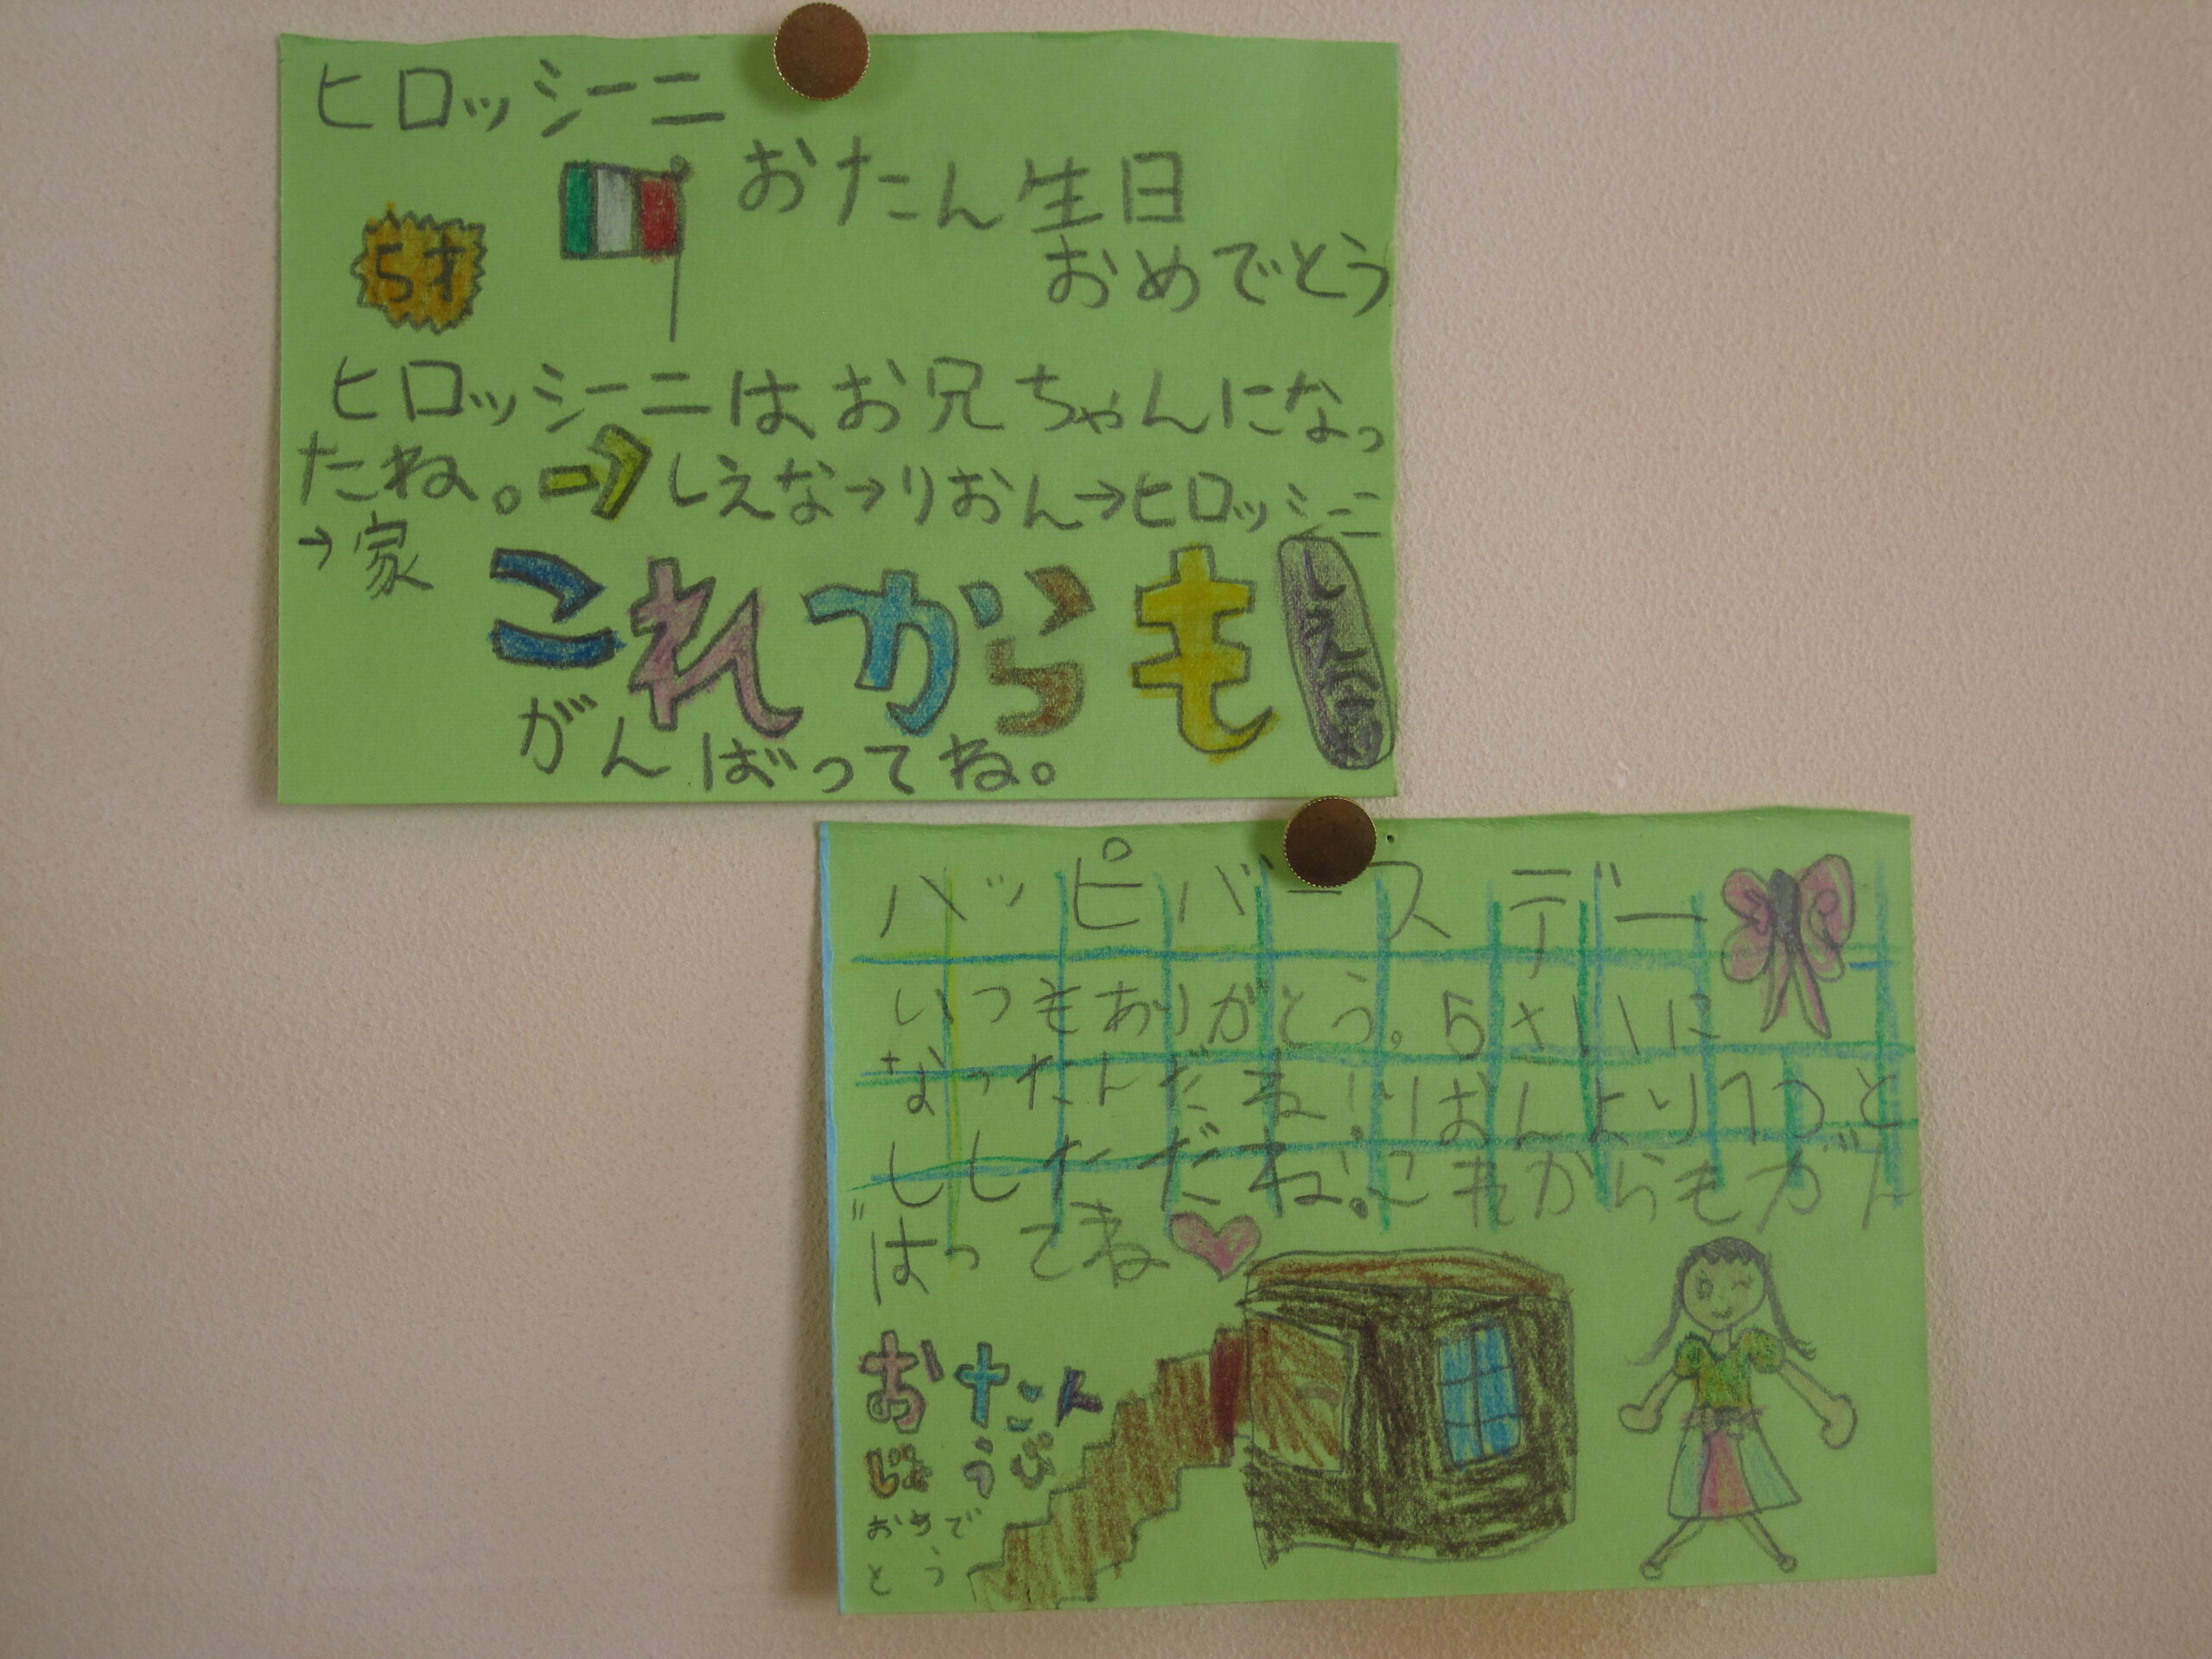 ヒロッシーニ
おたん生日
おめでとう
5才
ヒロッシーニはお兄ちゃんになっ
たね。⇒しえな→りおん→ヒロッシーニ
→家
これからも
がんばってね。
しえなより
ハッピバースデー
いつもありがとう。5さいに
なったんだね!りおんより1つと
ししただね。これからもがん
ばってね
おたん
じょうび
おめで
とう